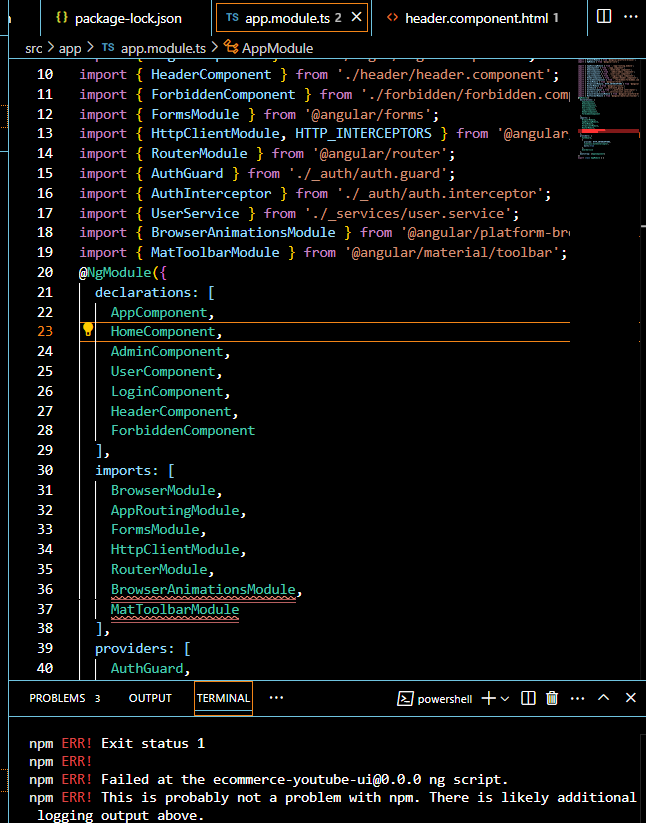 {} package-lock.json
TS app.module.ts 2 ×
<> header.component.html 1
...
src > app > TS app.module.ts > AppModule
10 import { HeaderComponent } from './header/header.component';
11 import { ForbiddenComponent } from './forbidden/forbidden.com
12 import { FormsModule } from '@angular/forms';
13 import { HttpClientModule, HTTP_INTERCEPTORS } from '@angular
14 import { RouterModule } from '@angular/router';
15 import { AuthGuard } from './_auth/auth.guard';
16 import { AuthInterceptor } from './_auth/auth.interceptor';
17 import { UserService } from './_services/user.service';
18 import { BrowserAnimationsModule } from '@angular/platform-br
19 import { MatToolbarModule } from '@angular/material/toolbar';
20 @NgModule({
21 declarations: [
22 AppComponent,
23 HomeComponent,
24 AdminComponent,
25 UserComponent,
26 LoginComponent,
27 HeaderComponent,
28 ForbiddenComponent
29 ],
30 imports: [
31 BrowserModule,
32 AppRoutingModule,
33 FormsModule,
34 HttpClientModule,
35 RouterModule,
36 BrowserAnimationsModule,
37 MatToolbarModule
38 ],
39 providers: [
40 AuthGuard,
PROBLEMS 3 OUTPUT TERMINAL ... powershell + ... ×
npm ERR! Exit status 1
npm ERR!
npm ERR! Failed at the ecommerce-youtube-ui@0.0.0 ng script.
npm ERR! This is probably not a problem with npm. There is likely additional
logging output above.